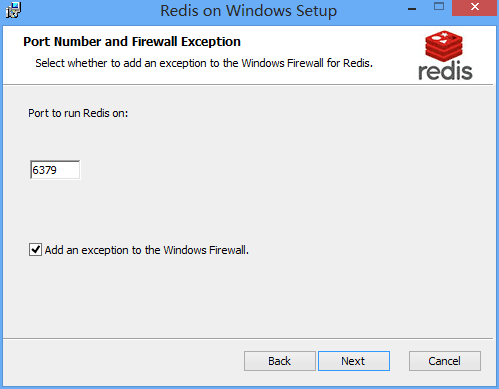 Redis on Windows Setup
Port Number and Firewall Exception
Select whether to add an exception to the Windows Firewall for Redis.
redis
Port to run Redis on:
6379
Add an exception to the Windows Firewall.
Back
Next
Cancel